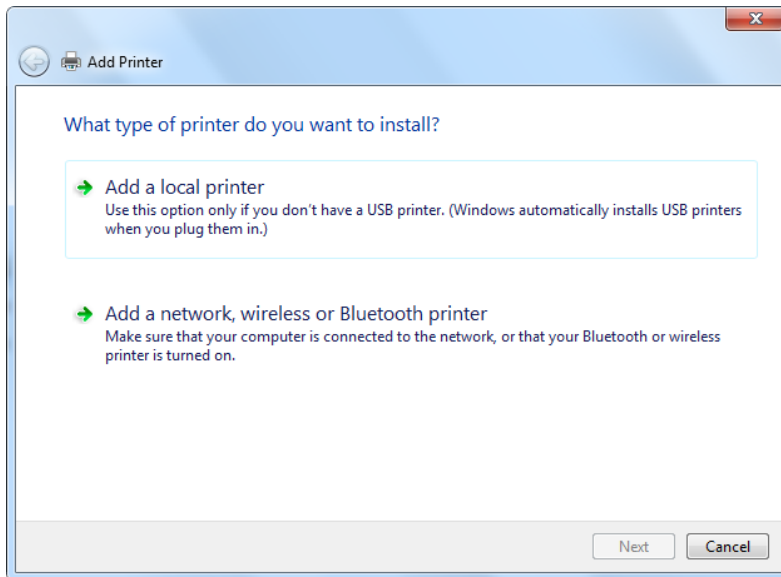 Add Printer
What type of printer do you want to install?
Add a local printer
Use this option only if you don't have a USB printer. (Windows automatically installs USB printers
when you plug them in.)
Add a network, wireless or Bluetooth printer
Make sure that your computer is connected to the network, or that your Bluetooth or wireless
printer is turned on.
Next
Cancel